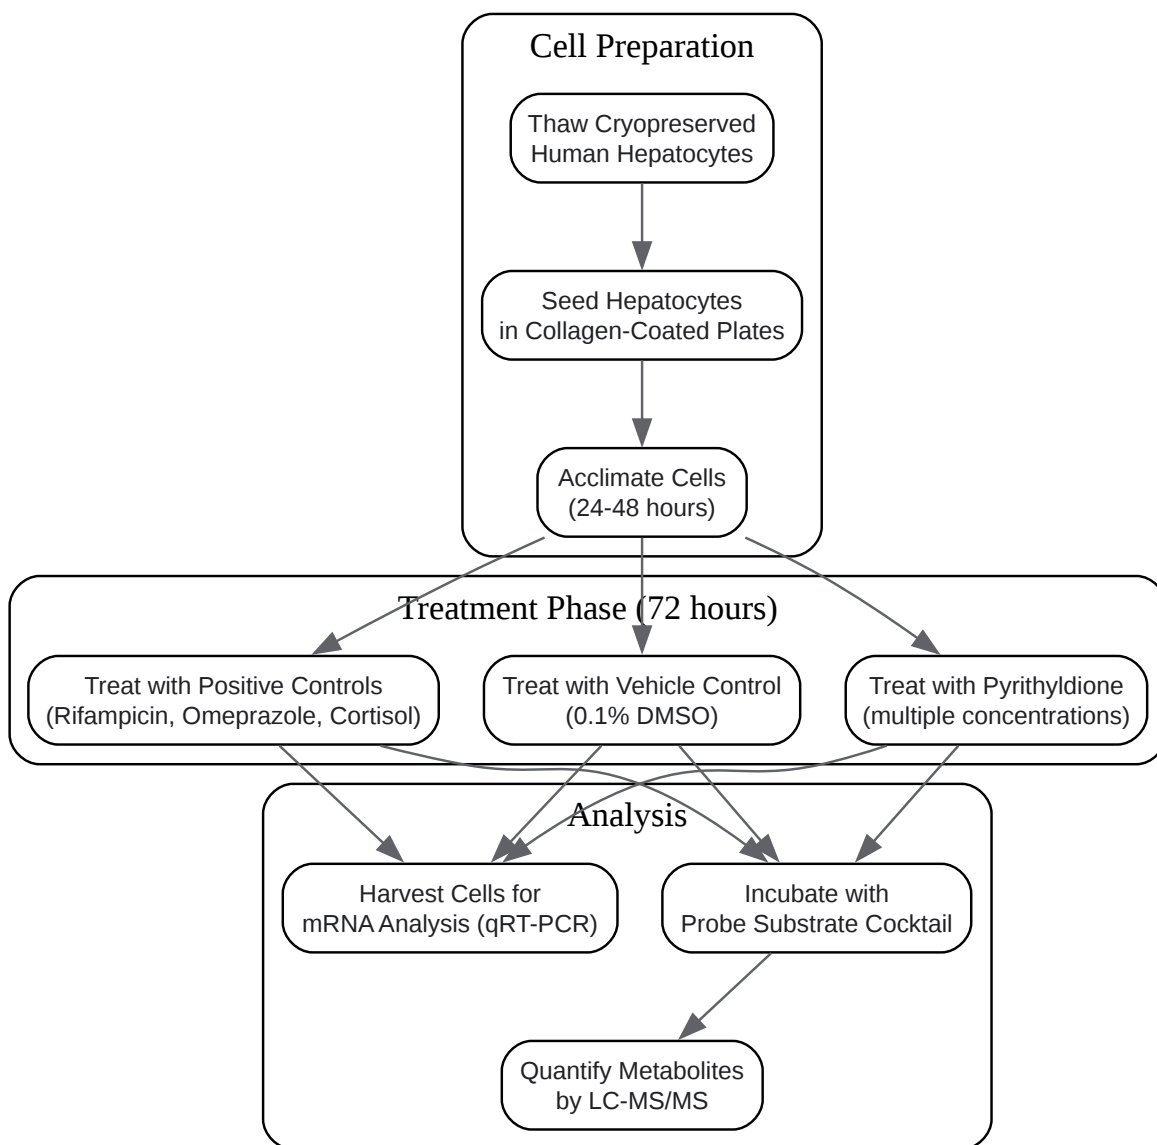 Cell Preparation
Thaw Cryopreserved
Human Hepatocytes
Seed Hepatocytes
in Collagen-Coated Plates
Acclimate Cells
(24-48 hours)
Treatment Phase (72 hours)
Treat with Positive Controls
(Rifampicin, Omeprazole, Cortisol)
Treat with Vehicle Control
(0.1% DMSO)
Treat with Pyrithyldione
(multiple concentrations)
Analysis
Harvest Cells for
mRNA Analysis (qRT-PCR)
Incubate with
Probe Substrate Cocktail
Quantify Metabolites
by LC-MS/MS